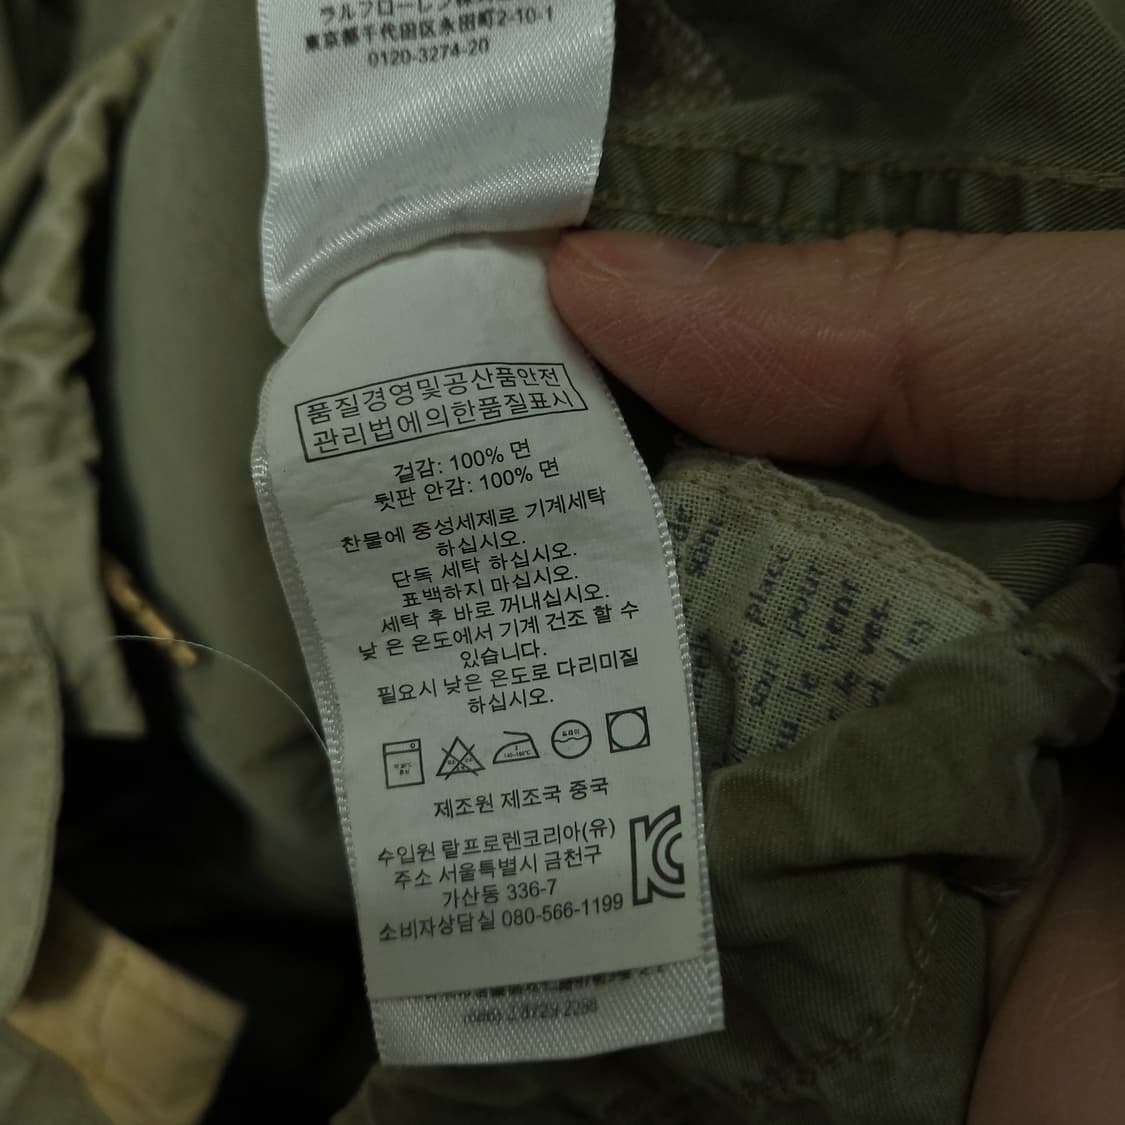 東京都千代田区永田町2-10-1
0120-3274-20
품질경영및공산품안전
관리법에의한품질표시
겉감: 100% 면
뒷판 안감: 100% 면
찬물에 중성세제로 기계세탁
하십시오.
단독 세탁 하십시오.
표백하지 마십시오.
세탁 후 바로 꺼내십시오.
낮 은 온도에서 기계 건조 할 수
있습니다.
필요시 낮은 온도로 다리미질
하십시오.
제조원 제조국 중국
수입원 랄프로렌코리아(유)
주소 서울특별시 금천구
가산동 336-7
소비자상담실 080-566-1199
KC